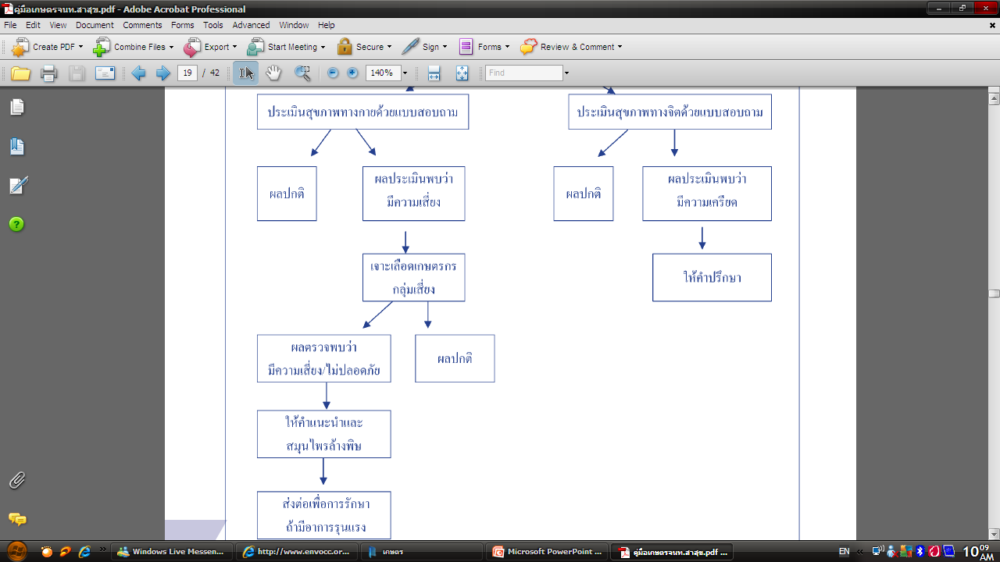 คู่มือเกษตรจนท.สาสุข.pdf - Adobe Acrobat Professional
File Edit View Document Comments Forms Tools Advanced Window Help
Create PDF Combine Files Export Start Meeting Secure Sign Forms Review & Comment
19 / 42 140% Find
ประเมินสุขภาพทางกายด้วยแบบสอบถาม ประเมินสุขภาพทางจิตด้วยแบบสอบถาม
ผลปกติ
ผลประเมินพบว่า
มีความเสี่ยง
ผลปกติ
ผลประเมินพบว่า
มีความเครียด
เจาะเลือดเกษตรกร
กลุ่มเสี่ยง
ให้คำปรึกษา
ผลตรวจพบว่า
มีความเสี่ยง/ไม่ปลอดภัย
ผลปกติ
ให้คำแนะนำและ
สมุนไพรล้างพิษ
ส่งต่อเพื่อการรักษา
ถ้ามีอาการรุนแรง
Windows Live Messen... http://www.envocc.or... เกษตร Microsoft PowerPoint ... คู่มือเกษตรจนท.สาสุข.pdf ... EN 10:09 AM